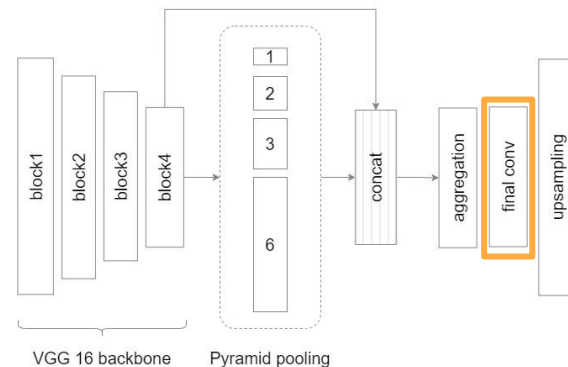 block1
block2
block3
block4
1
2
3
6
concat
aggregation
final conv
upsampling
VGG 16 backbone
Pyramid pooling